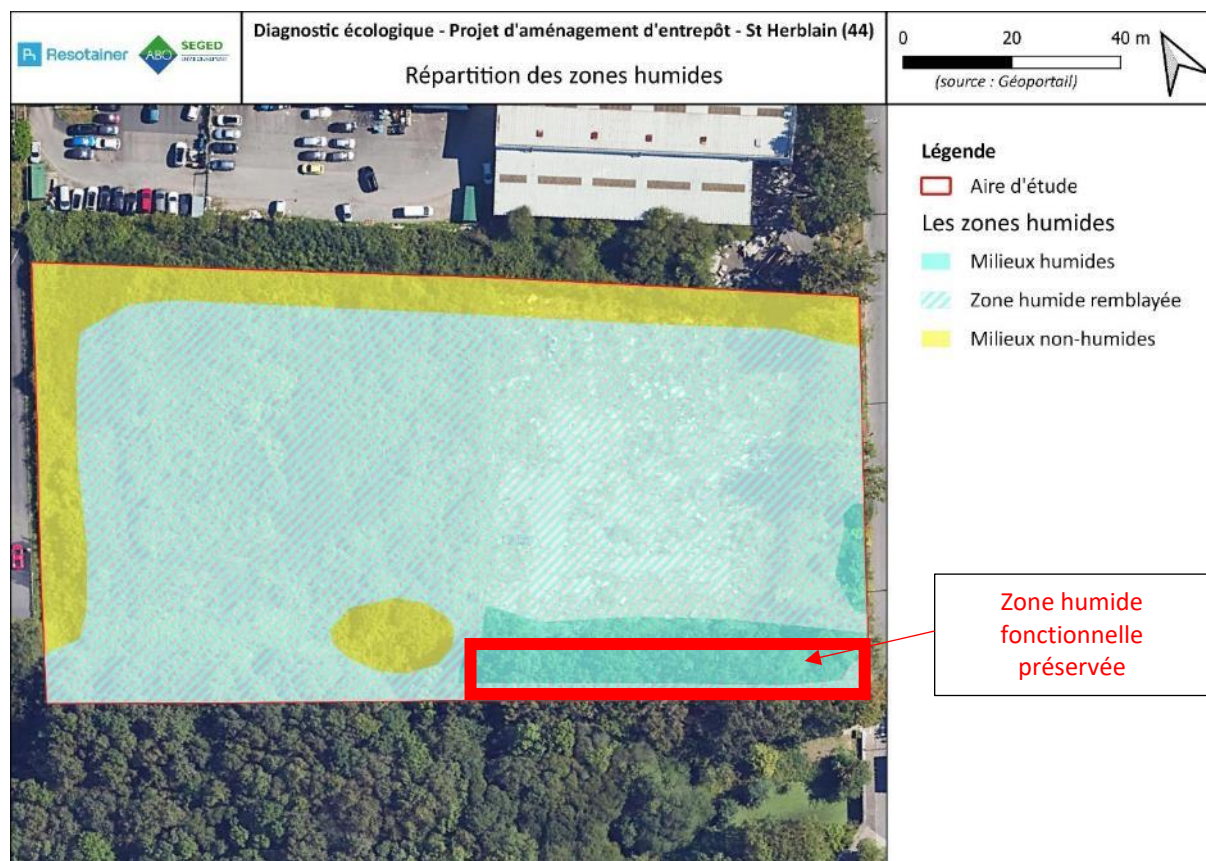 Resotainer
ABO
SEGED
Diagnostic écologique - Projet d'aménagement d'entrepôt - St Herblain (44)
Répartition des zones humides
0 20 40 m
(source : Géoportail)
Légende
Aire d'étude
Les zones humides
Milieux humides
Zone humide remblayée
Milieux non-humides
Zone humide
fonctionnelle
préservée